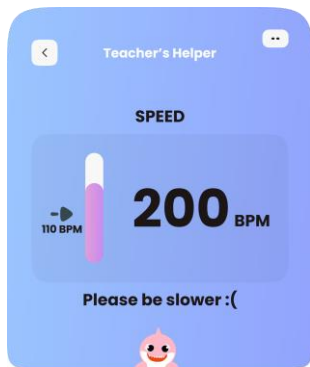 Teacher's Helper
SPEED
200 BPM
110 BPM
Please be slower :(